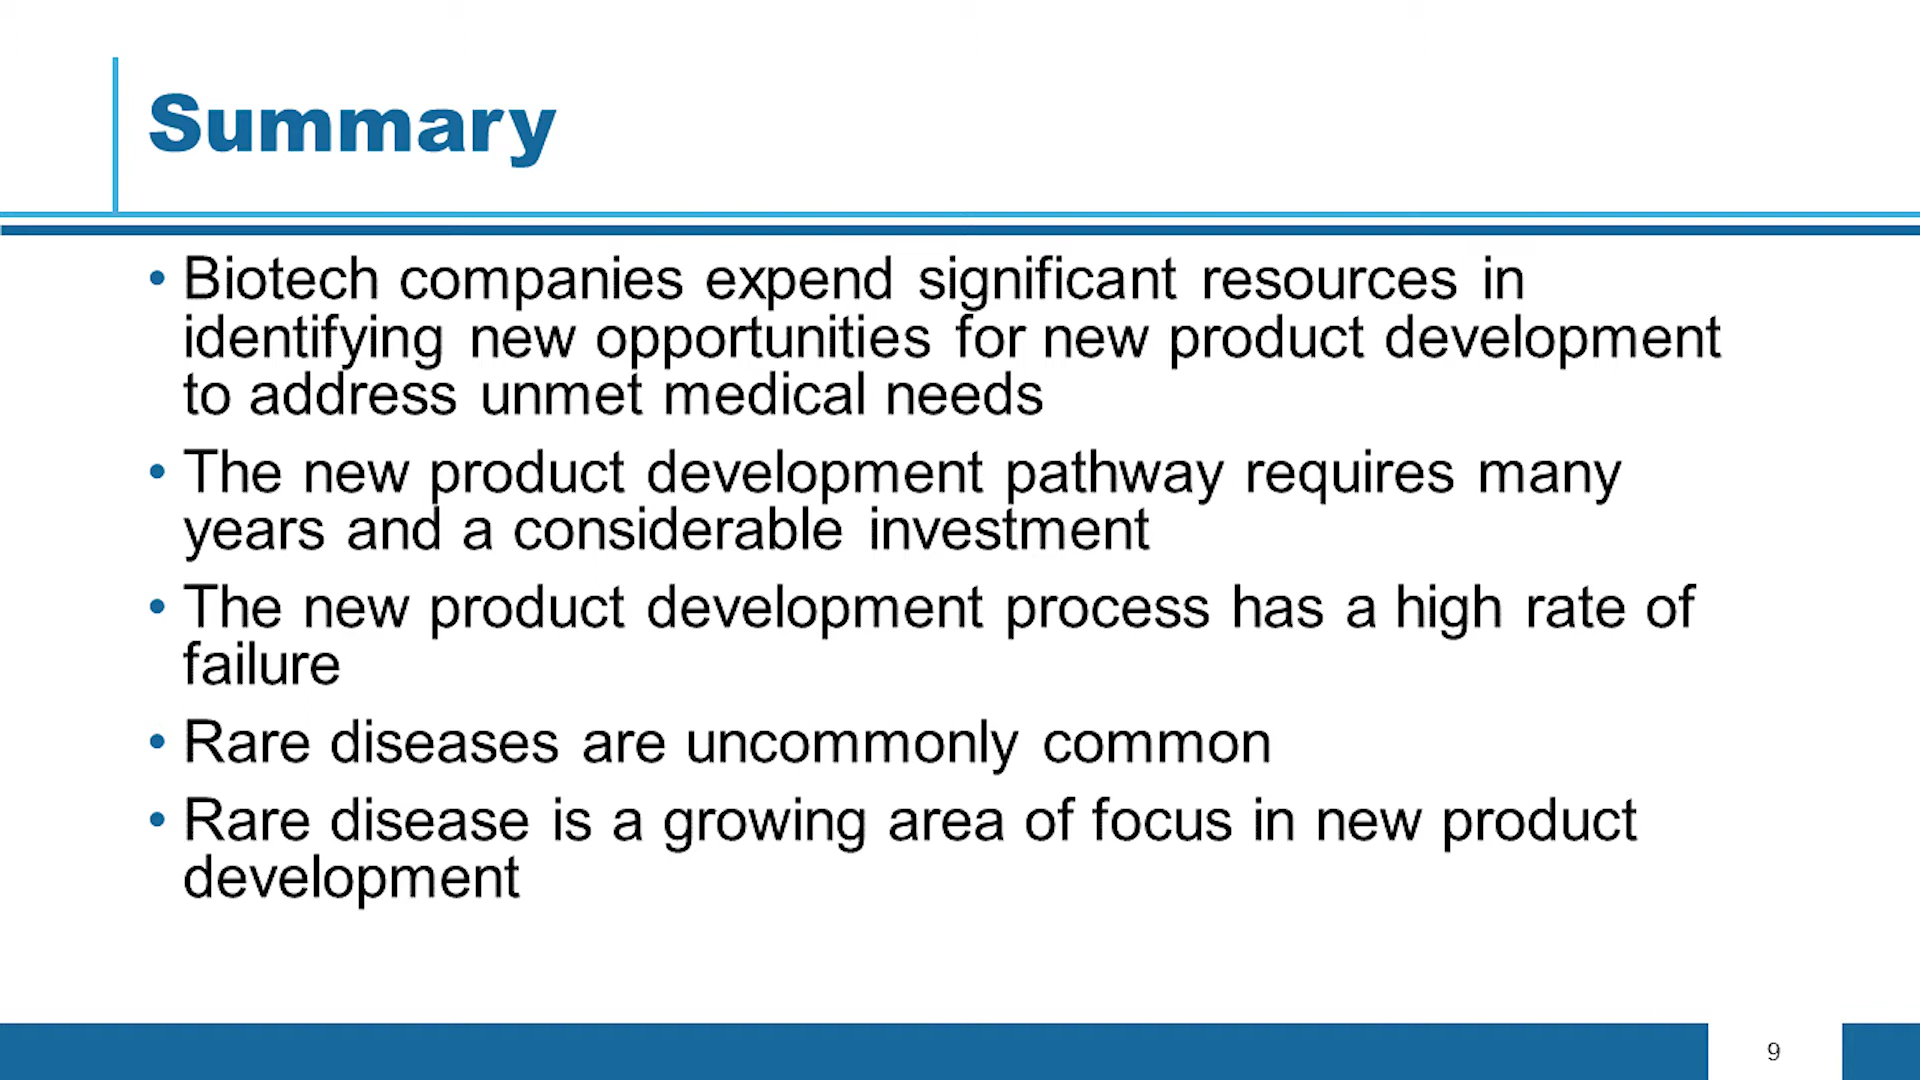 Summary
• Biotech companies expend significant resources in
identifying new opportunities for new product development
to address unmet medical needs
• The new product development pathway requires many
years and a considerable investment
• The new product development process has a high rate of
failure
• Rare diseases are uncommonly common
• Rare disease is a growing area of focus in new product
development
9